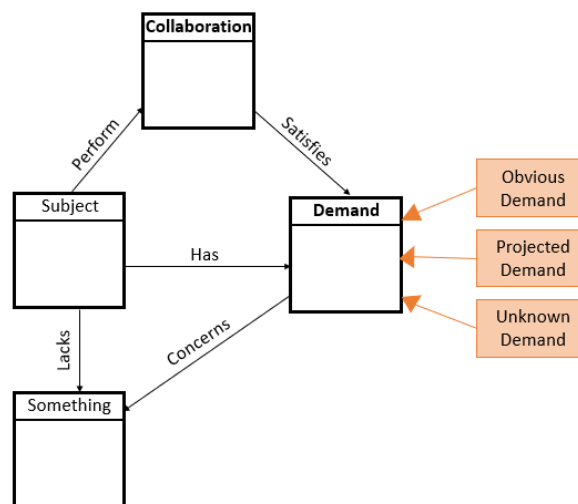 Collaboration
Perform
Satisfies
Subject
Demand
Obvious
Demand
Has
Projected
Demand
Lacks
Concerns
Unknown
Demand
Something